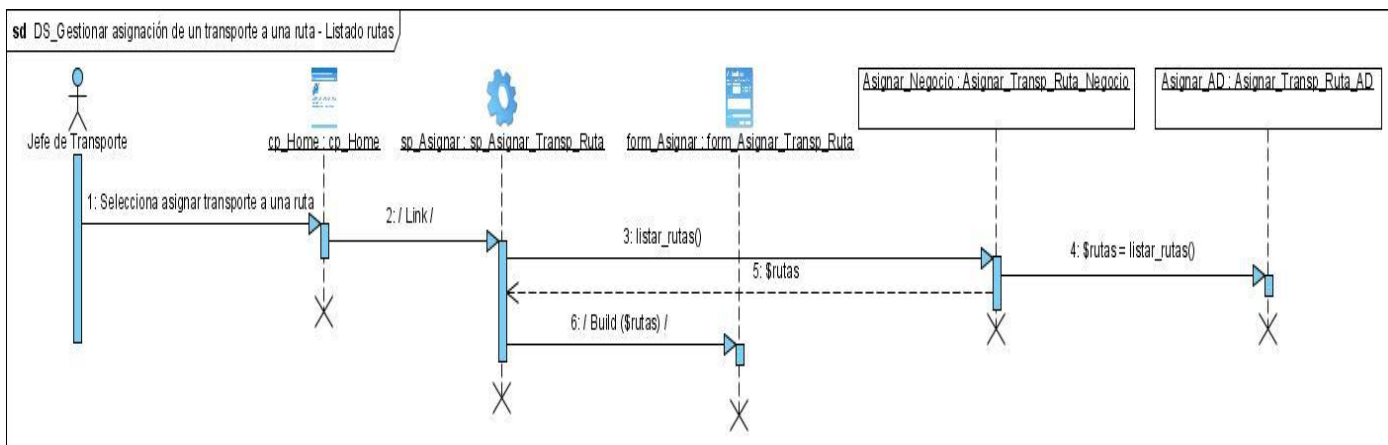 sd DS_Gestionar asignación de un transporte a una ruta - Listado rutas
Jefe de Transporte
cp_Home : cp_Home
sp_Asignar : sp_Asignar_Transp_Ruta
form_Asignar : form_Asignar_Transp_Ruta
Asignar_Negocio : Asignar_Transp_Ruta_Negocio
Asignar_AD : Asignar_Transp_Ruta_AD
1: Selecciona asignar transporte a una ruta
2: / Link /
3: listar_rutas()
4: $rutas = listar_rutas()
5: $rutas
6: / Build ($rutas) /